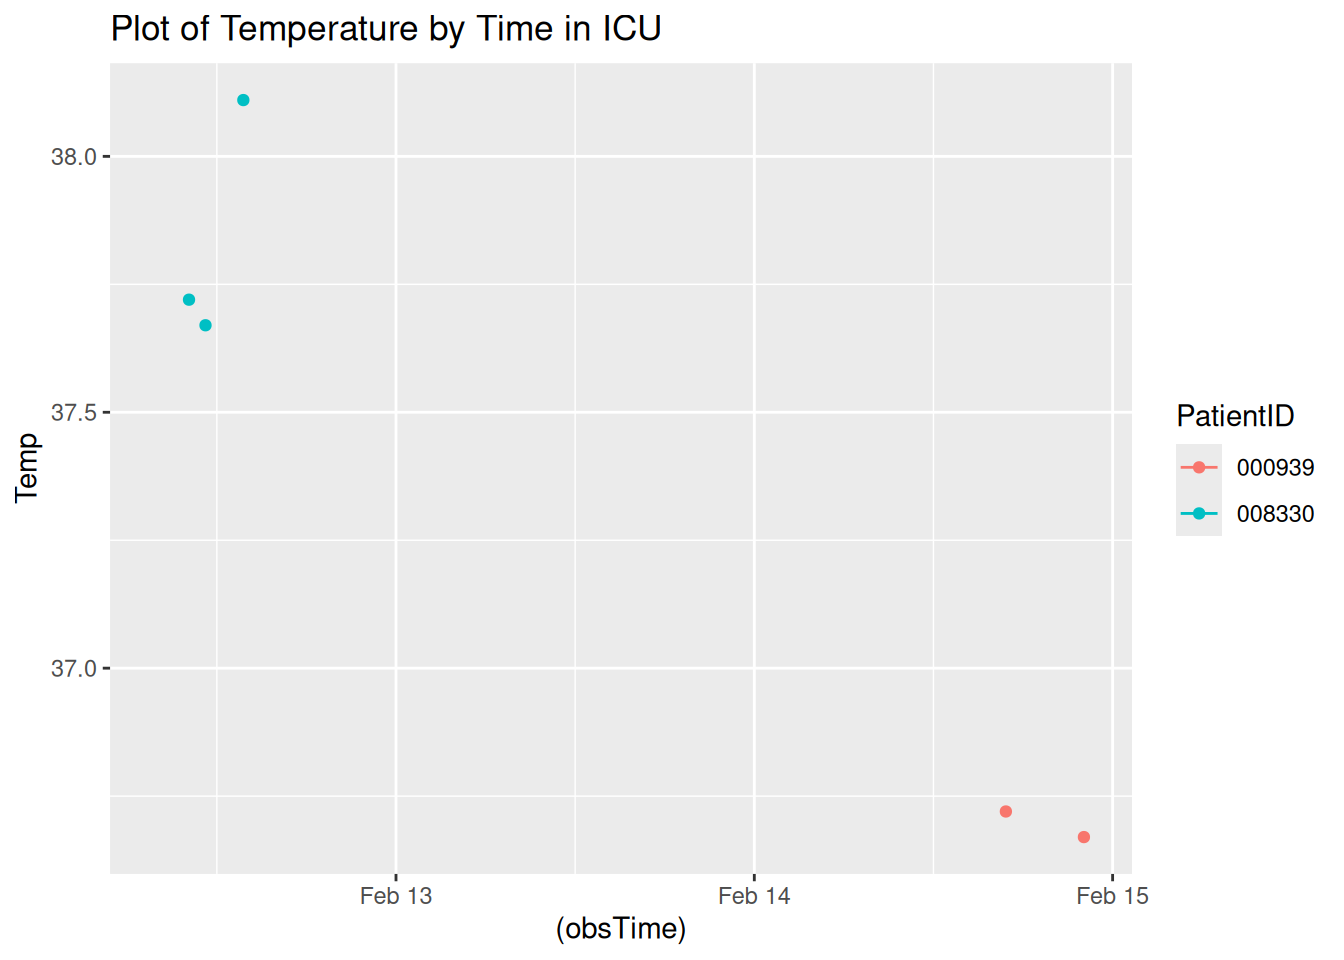 Plot of Temperature by Time in ICU
38.0
37.5
37.0
Temp
Feb 13
Feb 14
Feb 15
(obsTime)
PatientID
000939
008330